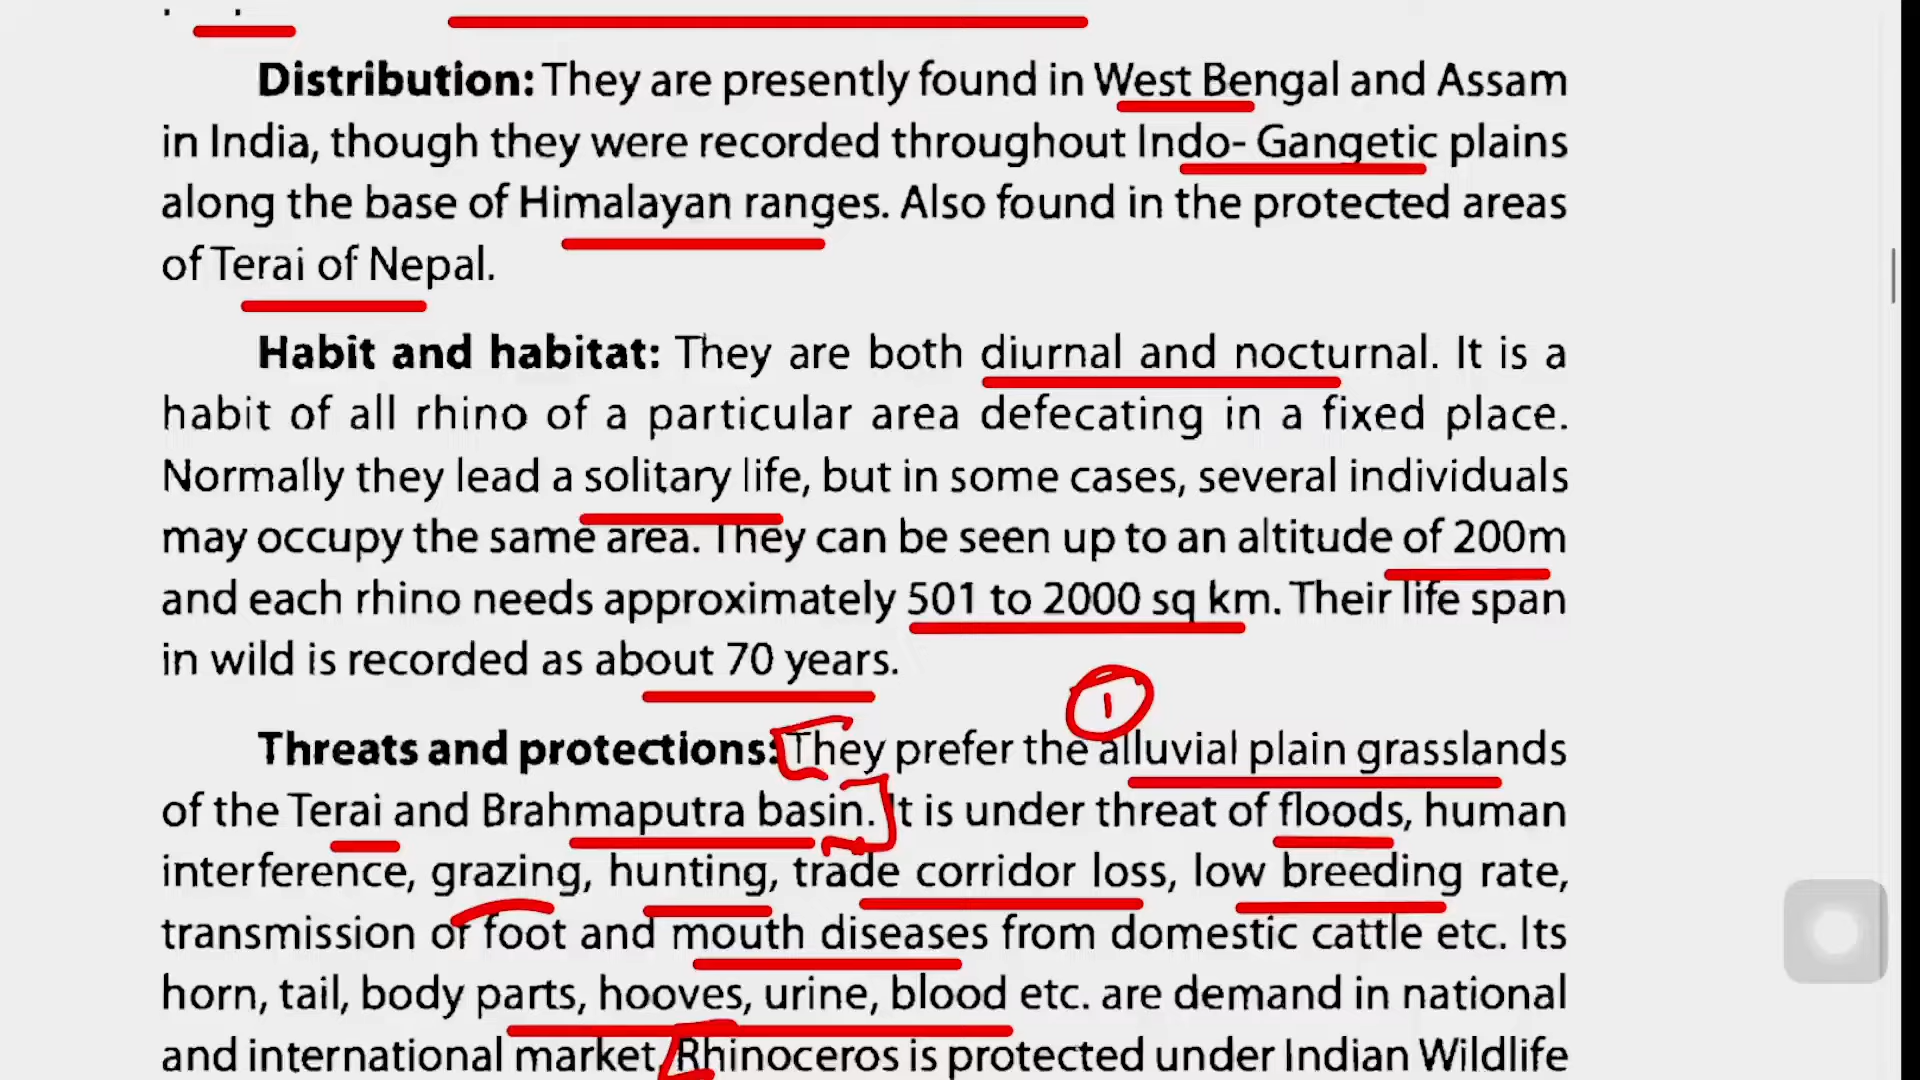 Distribution: They are presently found in West Bengal and Assam
in India, though they were recorded throughout Indo- Gangetic plains
along the base of Himalayan ranges. Also found in the protected areas
of Terai of Nepal.
Habit and habitat: They are both diurnal and nocturnal. It is a
habit of all rhino of a particular area defecating in a fixed place.
Normally they lead a solitary life, but in some cases, several individuals
may occupy the same area. They can be seen up to an altitude of 200m
and each rhino needs approximately 501 to 2000 sq km. Their life span
in wild is recorded as about 70 years.
1
Threats and protections: They prefer the alluvial plain grasslands
of the Terai and Brahmaputra basin. It is under threat of floods, human
interference, grazing, hunting, trade corridor loss, low breeding rate,
transmission of foot and mouth diseases from domestic cattle etc. Its
horn, tail, body parts, hooves, urine, blood etc. are demand in national
and international market. Rhinoceros is protected under Indian Wildlife